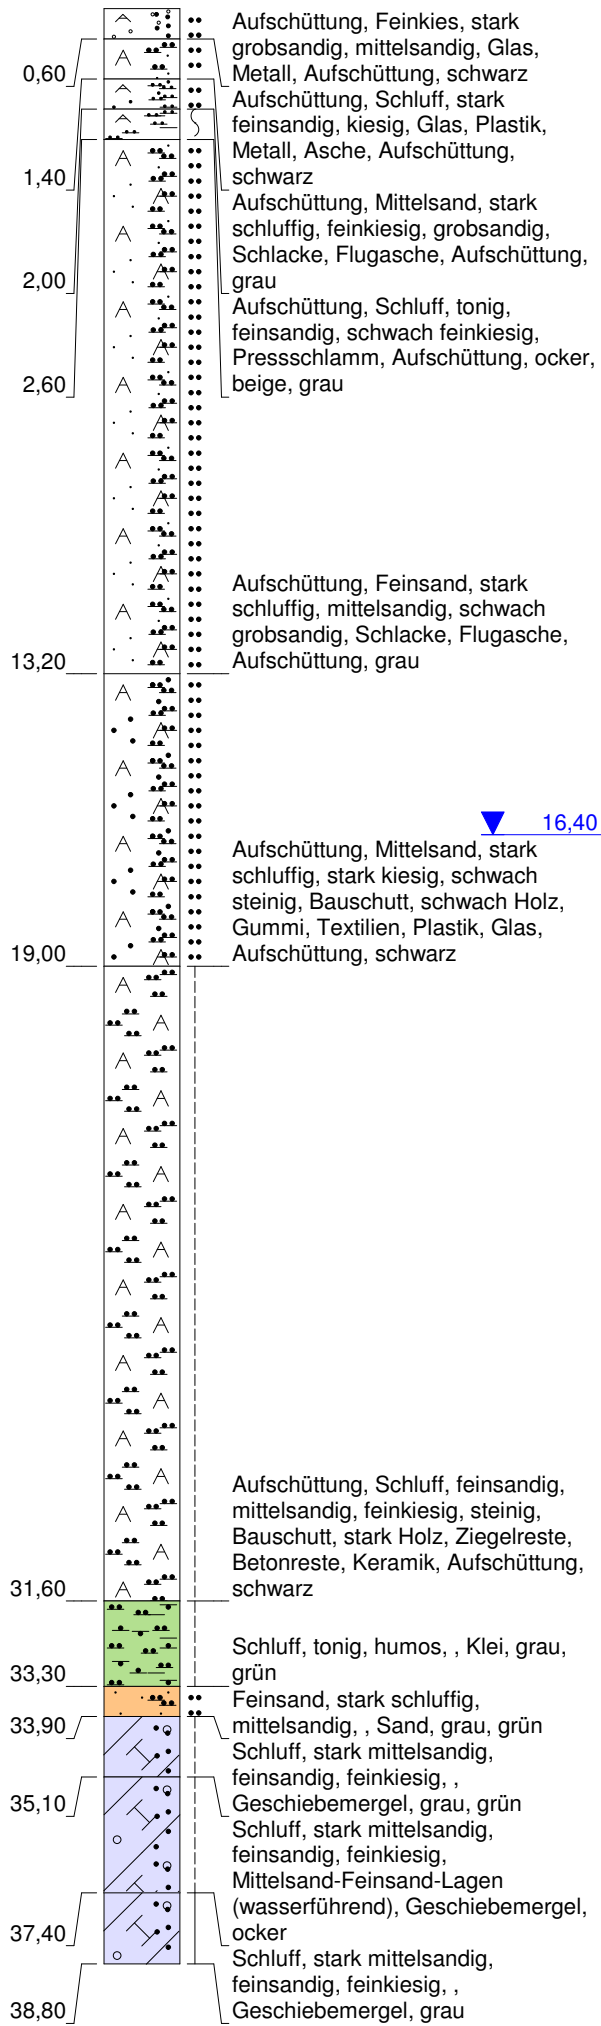 Aufschüttung, Feinkies, stark
grobsandig, mittelsandig, Glas,
Metall, Aufschüttung, schwarz
0,60
Aufschüttung, Schluff, stark
feinsandig, kiesig, Glas, Plastik,
Metall, Asche, Aufschüttung,
schwarz
1,40
Aufschüttung, Mittelsand, stark
schluffig, feinkiesig, grobsandig,
Schlacke, Flugasche, Aufschüttung,
grau
2,00
Aufschüttung, Schluff, tonig,
feinsandig, schwach feinkiesig,
Pressschlamm, Aufschüttung, ocker,
beige, grau
2,60
Aufschüttung, Feinsand, stark
schluffig, mittelsandig, schwach
grobsandig, Schlacke, Flugasche,
Aufschüttung, grau
13,20
16,40
Aufschüttung, Mittelsand, stark
schluffig, stark kiesig, schwach
steinig, Bauschutt, schwach Holz,
Gummi, Textilien, Plastik, Glas,
Aufschüttung, schwarz
19,00
Aufschüttung, Schluff, feinsandig,
mittelsandig, feinkiesig, steinig,
Bauschutt, stark Holz, Ziegelreste,
Betonreste, Keramik, Aufschüttung,
schwarz
31,60
Schluff, tonig, humos, , Klei, grau,
grün
33,30
Feinsand, stark schluffig,
mittelsandig, , Sand, grau, grün
33,90
Schluff, stark mittelsandig,
feinsandig, feinkiesig, ,
Geschiebemergel, grau, grün
35,10
Schluff, stark mittelsandig,
feinsandig, feinkiesig,
Mittelsand-Feinsand-Lagen
(wasserführend), Geschiebemergel,
ocker
37,40
Schluff, stark mittelsandig,
feinsandig, feinkiesig, ,
Geschiebemergel, grau
38,80